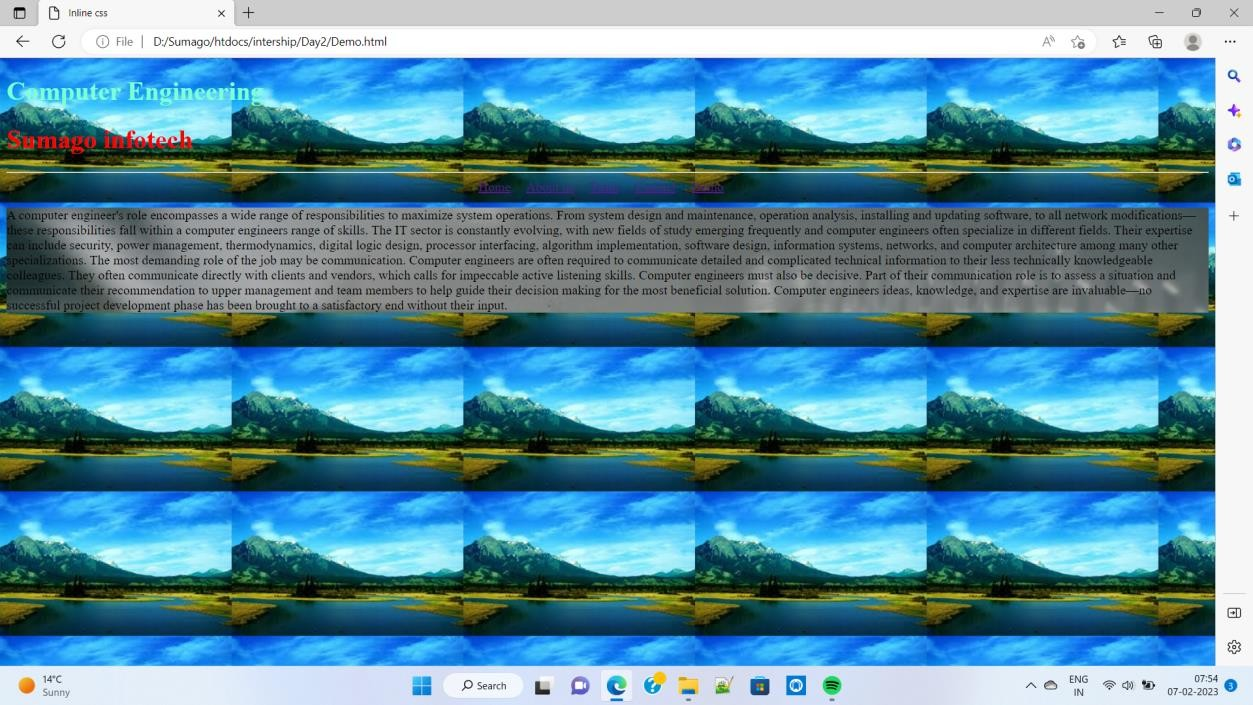 Inline css
File
D:/Sumago/htdocs/intership/Day2/Demo.html
Computer Engineering
Sumago infotech
Home About us
A computer engineer's role encompasses a wide range of responsibilities to maximize system operations. From system design and maintenance, operation analysis, installing and updating software, to all network modifications—
these responsibilities fall within a computer engineers range of skills. The IT sector is constantly evolving, with new fields of study emerging frequently and computer engineers often specialize in different fields. Their expertise
can include security, power management, thermodynamics, digital logic design, processor interfacing, algorithm implementation, software design, information systems, networks, and computer architecture among many other
specializations. The most demanding role of the job may be communication. Computer engineers are often required to communicate detailed and complicated technical information to their less technically knowledgeable
colleagues. They often communicate directly with clients and vendors, which calls for impeccable active listening skills. Computer engineers must also be decisive. Part of their communication role is to assess a situation and
communicate their recommendation to upper management and team members to help guide their decision making for the most beneficial solution. Computer engineers ideas, knowledge, and expertise are invaluable—no
successful project development phase has been brought to a satisfactory end without their input.
14°C
Sunny
Search
ENG
IN
07:54
07-02-2023
3